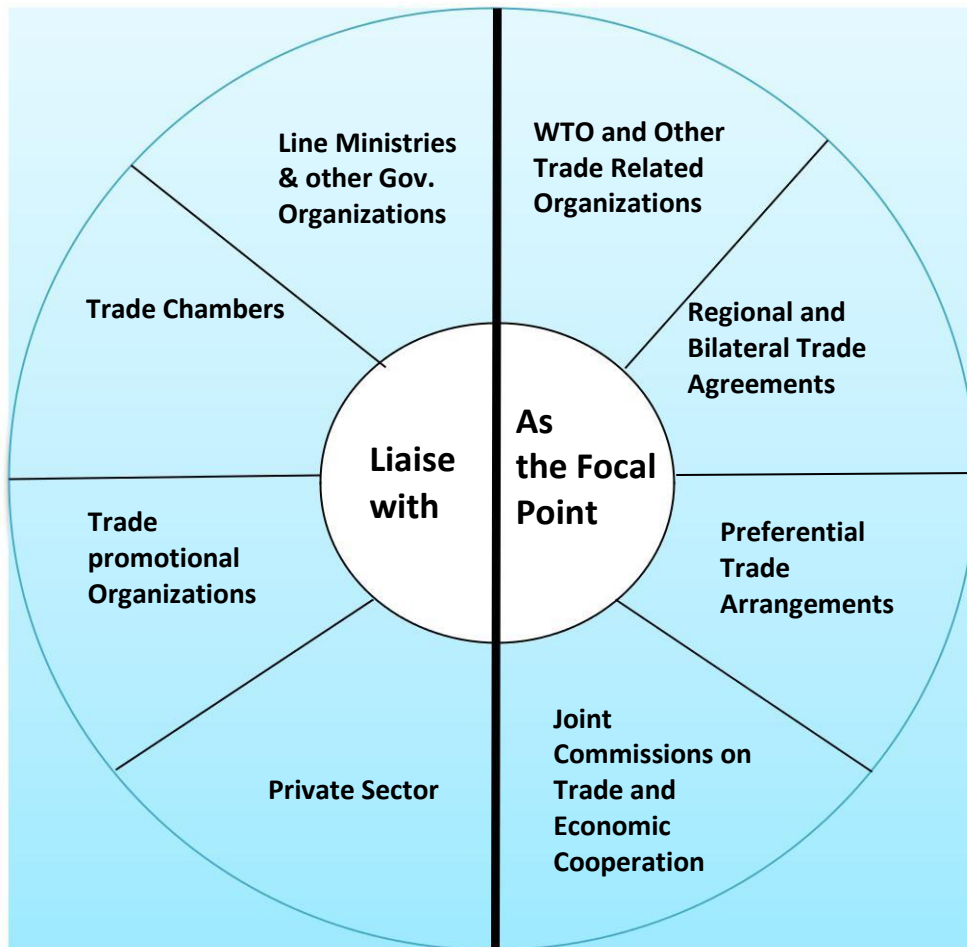 Line Ministries
& other Gov.
Organizations
Trade Chambers
Liaise
with
Trade
promotional
Organizations
Private Sector
WTO and Other
Trade Related
Organizations
Regional and
Bilateral Trade
Agreements
As
the Focal
Point
Preferential
Trade
Arrangements
Joint
Commissions on
Trade and
Economic
Cooperation